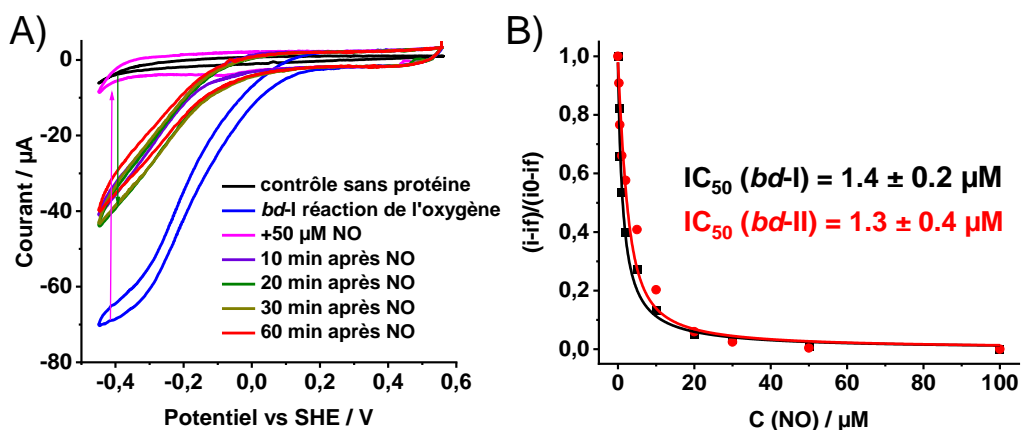 A)
0
-20
-40
-60
-80
Courant / µA
contrôle sans protéine
bd-I réaction de l'oxygène
+50 µM NO
10 min après NO
20 min après NO
30 min après NO
60 min après NO
-0,4
-0,2
0,0
0,2
0,4
0,6
Potentiel vs SHE / V
B)
1,0
0,8
0,6
0,4
0,2
0,0
(i-if)/(i0-if)
IC50 (bd-I) = 1.4 ± 0.2 µM
IC50 (bd-II) = 1.3 ± 0.4 µM
0
20
40
60
80
100
C (NO) / µM